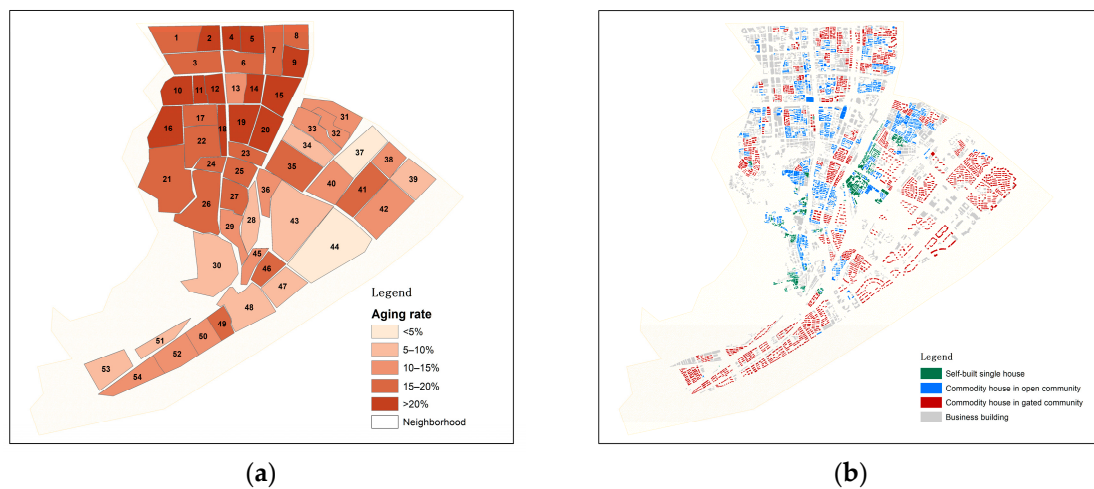 1 2 4 5 7 8
3 6 9
10 11 12 13 14 15
16 17 18 19 20 31
22 23 33 32
34 37 38
21 24 25 35 39
26 27 36 40 41 42
28 43
29 44
30 45 46
47
48
49
50
51
52
53
54
Legend
Aging rate
<5%
5–10%
10–15%
15–20%
>20%
Neighborhood
(a)
Legend
Self-built single house
Commodity house in open community
Commodity house in gated community
Business building
(b)